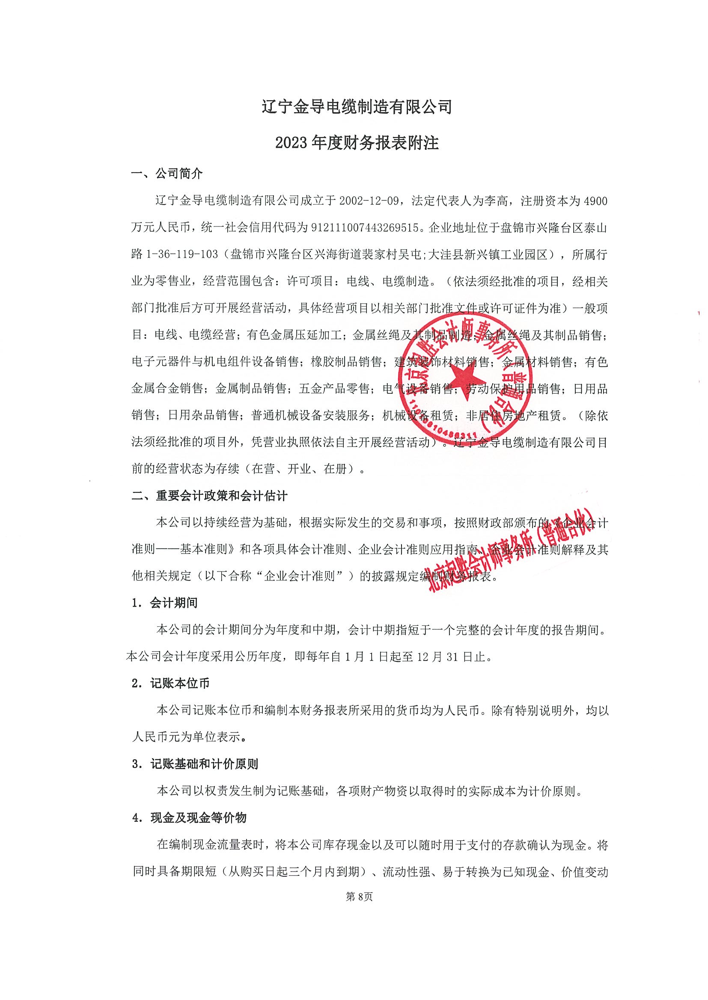 辽宁金导电缆制造有限公司
2023 年度财务报表附注
一、公司简介
辽宁金导电缆制造有限公司成立于 2002-12-09，法定代表人为李高，注册资本为 4900
万元人民币，统一社会信用代码为 912111007443269515。企业地址位于盘锦市兴隆台区泰山
路 1-36-119-103（盘锦市兴隆台区兴海街道裴家村吴屯;大洼县新兴镇工业园区），所属行
业为零售业，经营范围包含：许可项目：电线、电缆制造。（依法须经批准的项目，经相关
部门批准后方可开展经营活动，具体经营项目以相关部门批准文件或许可证件为准）一般项
目：电线、电缆经营；有色金属压延加工；金属丝绳及其制品制造；金属丝绳及其制品销售；
电子元器件与机电组件设备销售；橡胶制品销售；建筑装饰材料销售；金属材料销售；有色
金属合金销售；金属制品销售；五金产品零售；电气设备销售；劳动保护用品销售；日用品
销售；日用杂品销售；普通机械设备安装服务；机械设备租赁；非居住房地产租赁。（除依
法须经批准的项目外，凭营业执照依法自主开展经营活动）。辽宁金导电缆制造有限公司目
前的经营状态为存续（在营、开业、在册）。
北京起胜会计师事务所（普通合伙）
二、重要会计政策和会计估计
本公司以持续经营为基础，根据实际发生的交易和事项，按照财政部颁布的《企业会计
准则——基本准则》和各项具体会计准则、企业会计准则应用指南、企业会计准则解释及其
他相关规定（以下合称“企业会计准则”）的披露规定编制财务报表。
北京起胜会计师事务所（普通合伙）
1. 会计期间
本公司的会计期间分为年度和中期，会计中期指短于一个完整的会计年度的报告期间。
本公司会计年度采用公历年度，即每年自 1 月 1 日起至 12 月 31 日止。
2. 记账本位币
本公司记账本位币和编制本财务报表所采用的货币均为人民币。除有特别说明外，均以
人民币元为单位表示。
3. 记账基础和计价原则
本公司以权责发生制为记账基础，各项财产物资以取得时的实际成本为计价原则。
4. 现金及现金等价物
在编制现金流量表时，将本公司库存现金以及可以随时用于支付的存款确认为现金。将
同时具备期限短（从购买日起三个月内到期）、流动性强、易于转换为已知现金、价值变动
第 8页